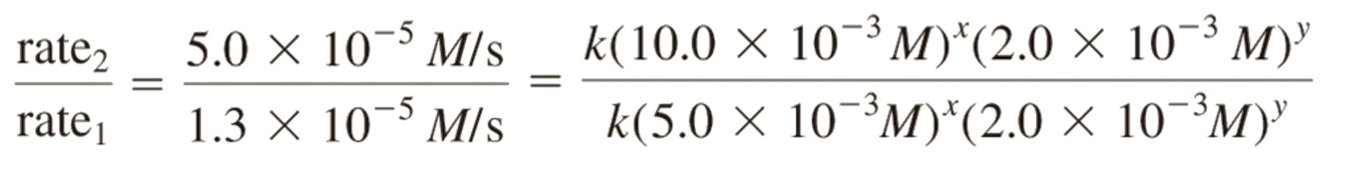 rate₂ / rate₁ = 5.0 × 10⁻⁵ M/s / 1.3 × 10⁻⁵ M/s = k(10.0 × 10⁻³ M)ˣ(2.0 × 10⁻³ M)ʸ / k(5.0 × 10⁻³M)ˣ(2.0 × 10⁻³M)ʸ